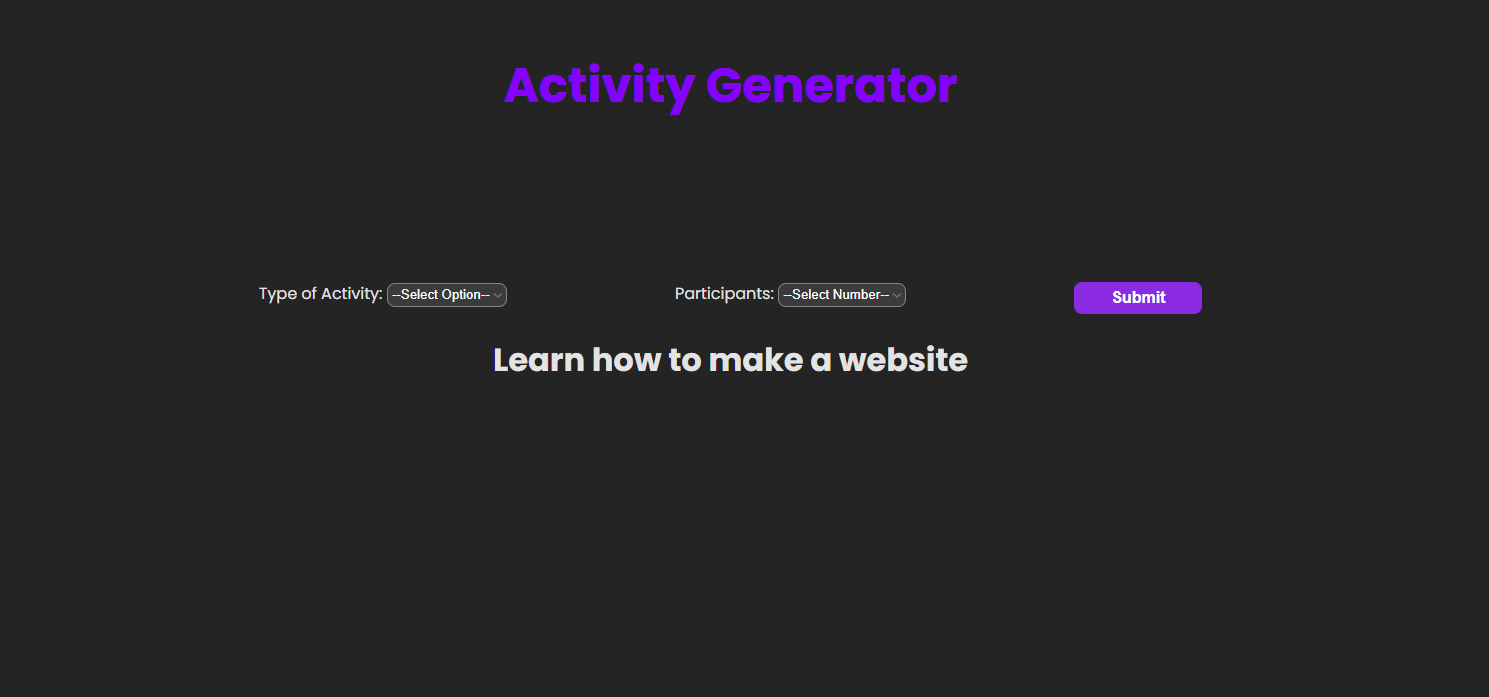 Activity Generator
Type of Activity: --Select Option-- Participants: --Select Number-- Submit
Learn how to make a website